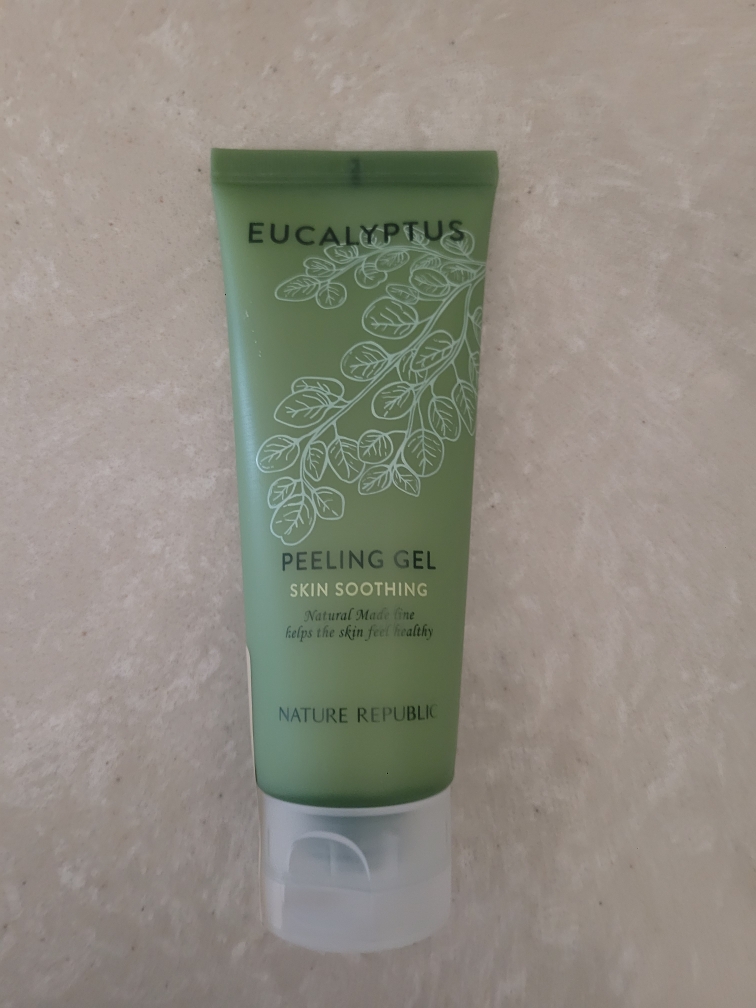 EUCALYPTUS
PEELING GEL
SKIN SOOTHING
Natural Made line
helps the skin feel healthy
NATURE REPUBLIC